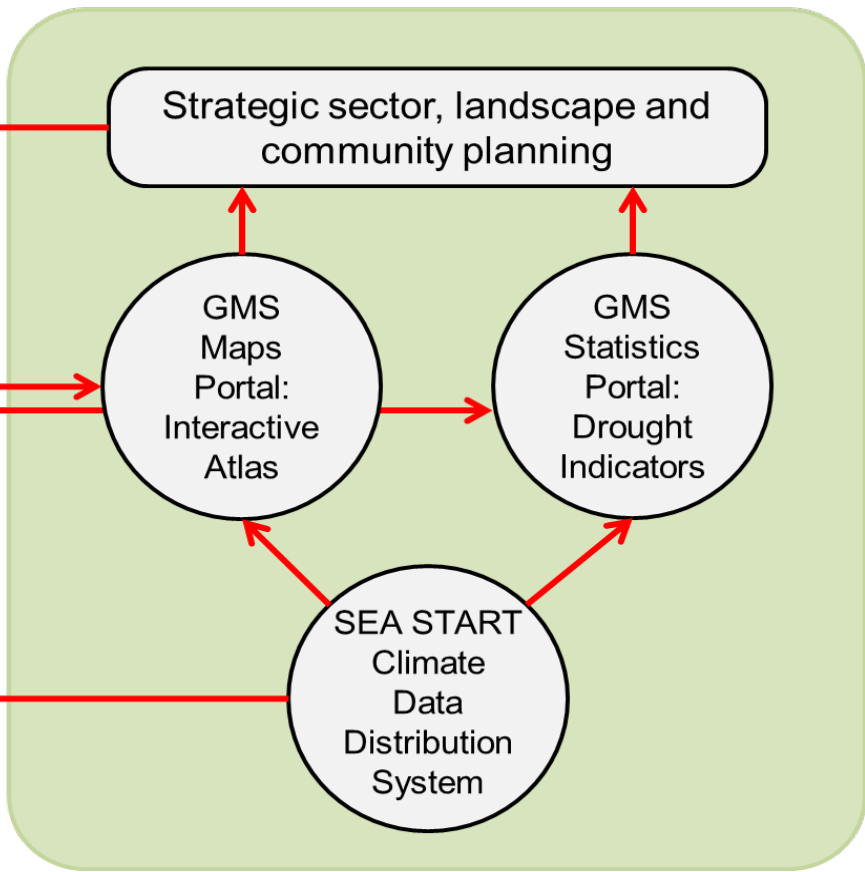 Strategic sector, landscape and
community planning
GMS
Maps
Portal:
Interactive
Atlas
GMS
Statistics
Portal:
Drought
Indicators
SEA START
Climate
Data
Distribution
System